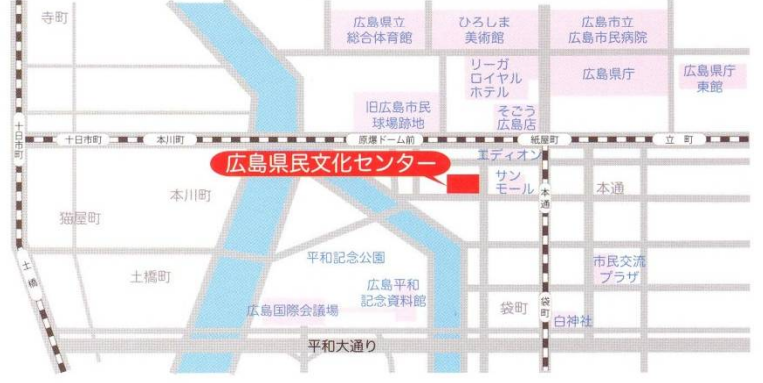 寺町
広島県立
総合体育館
ひろしま
美術館
広島市立
広島市民病院
リーガ
ロイヤル
ホテル
広島県庁
広島県庁
東館
旧広島市民
球場跡地
そごう
広島店
十日市町
十日市町
本川町
原爆ドーム前
紙屋町
立町
広島県民文化センター
エディオン
サン
モール
本通
本通
本川町
猫屋町
土橋
土橋町
平和記念公園
広島平和
記念資料館
広島国際会議場
市民交流
プラザ
袋町
袋町
白神社
平和大通り